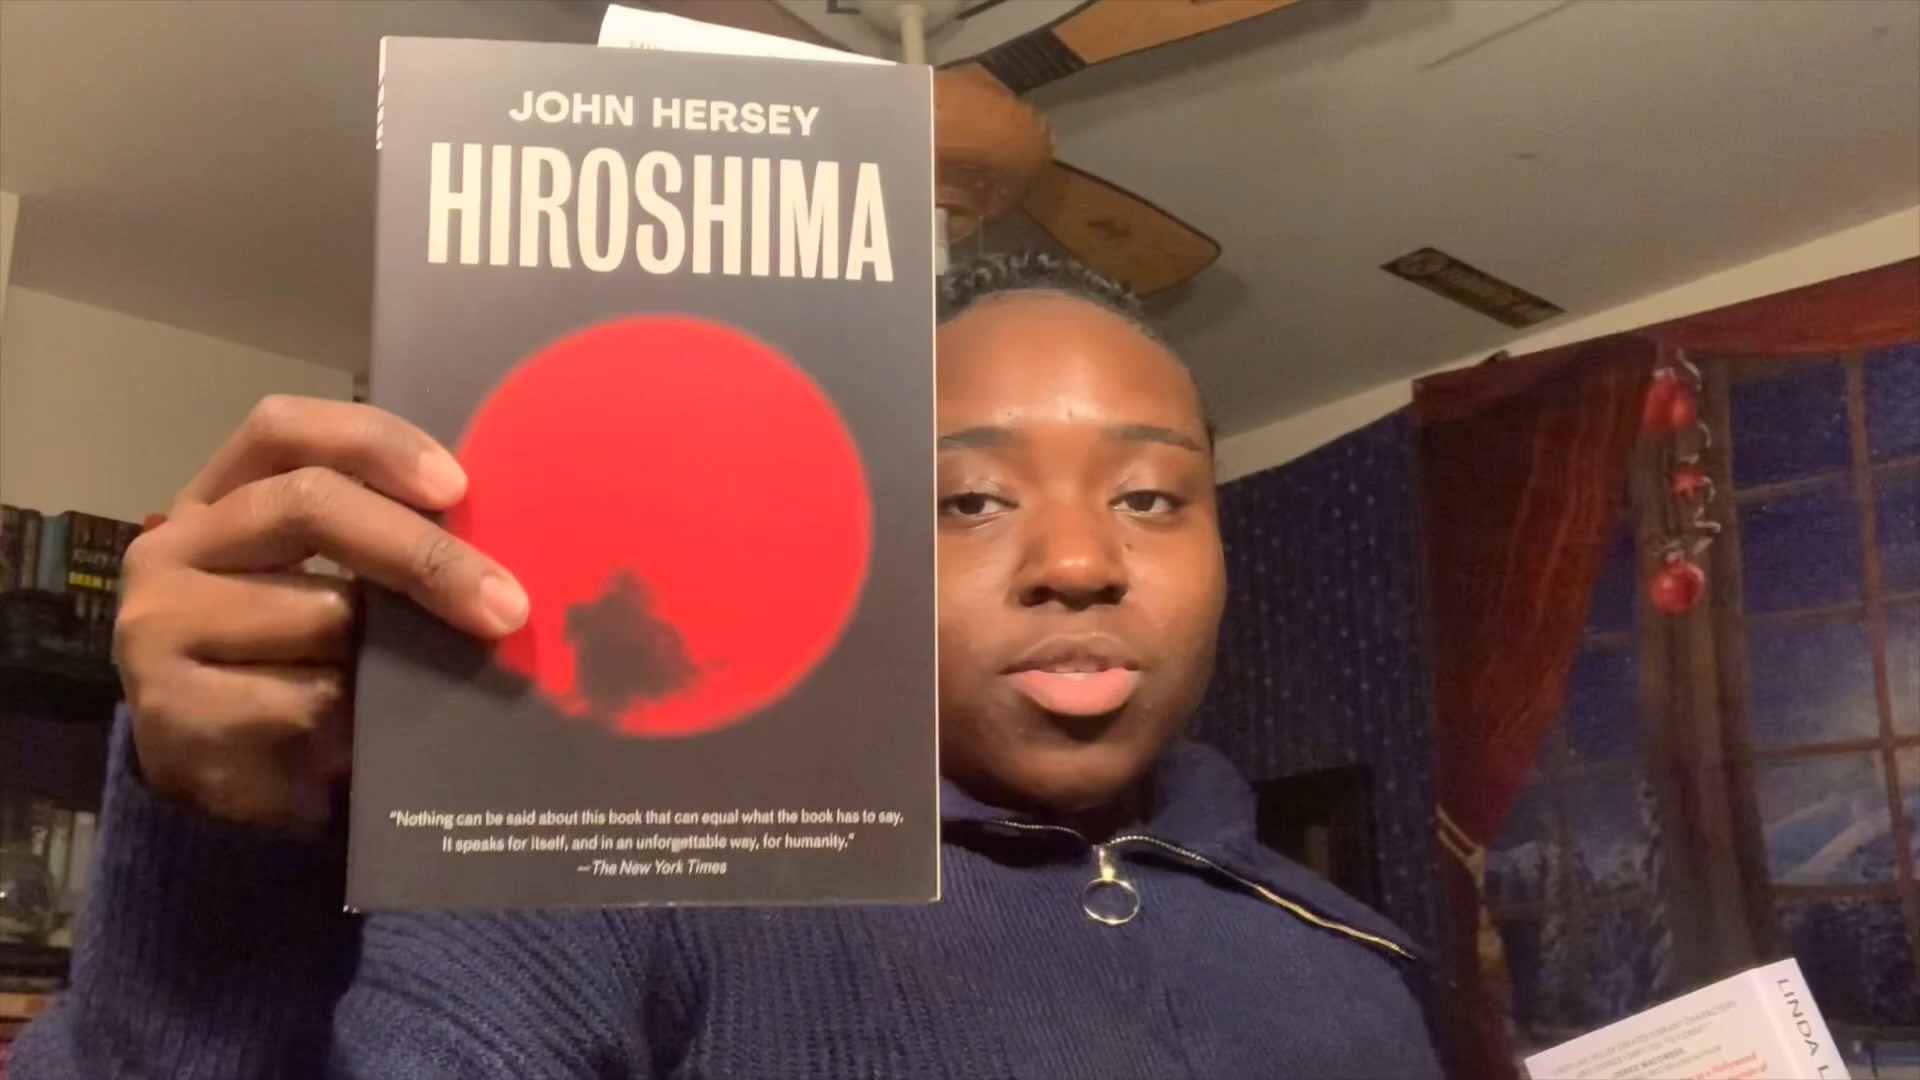 JOHN HERSEY
HIROSHIMA
"Nothing can be said about this book that can equal what the book has to say.
It speaks for itself, and in an unforgettable way, for humanity."
—The New York Times
LINDA L